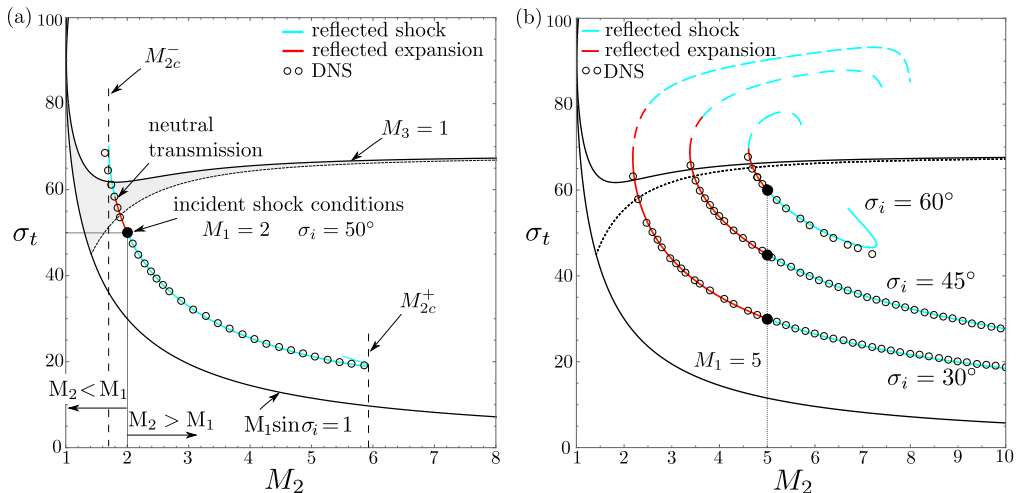 (a)
100
80
60
40
20
0
σt
M2c−
reflected shock
reflected expansion
DNS
neutral
transmission
M3 = 1
incident shock conditions
M1 = 2 σi = 50°
M2c+
M2 < M1
M2 > M1
M1sinσi = 1
1 2 3 4 5 6 7 8
M2
(b)
100
80
60
40
20
0
σt
reflected shock
reflected expansion
DNS
σi = 60°
σi = 45°
M1 = 5
σi = 30°
1 2 3 4 5 6 7 8 9 10
M2